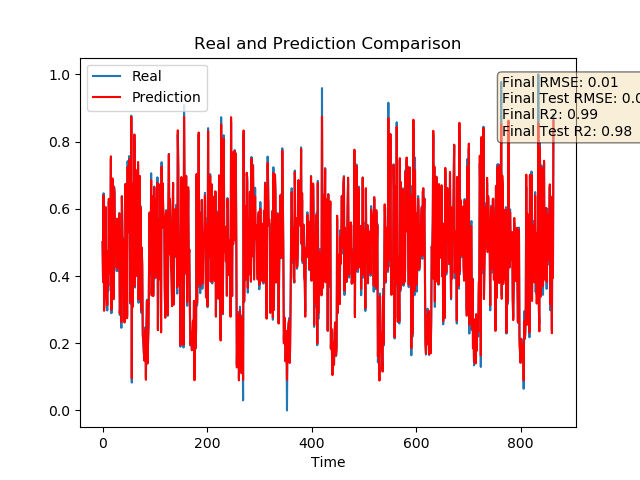 Real and Prediction Comparison
Real
Prediction
Final RMSE: 0.01
Final Test RMSE:
Final R2: 0.99
Final Test R2: 0.98
1.0
0.8
0.6
0.4
0.2
0.0
0
200
400
600
800
Time